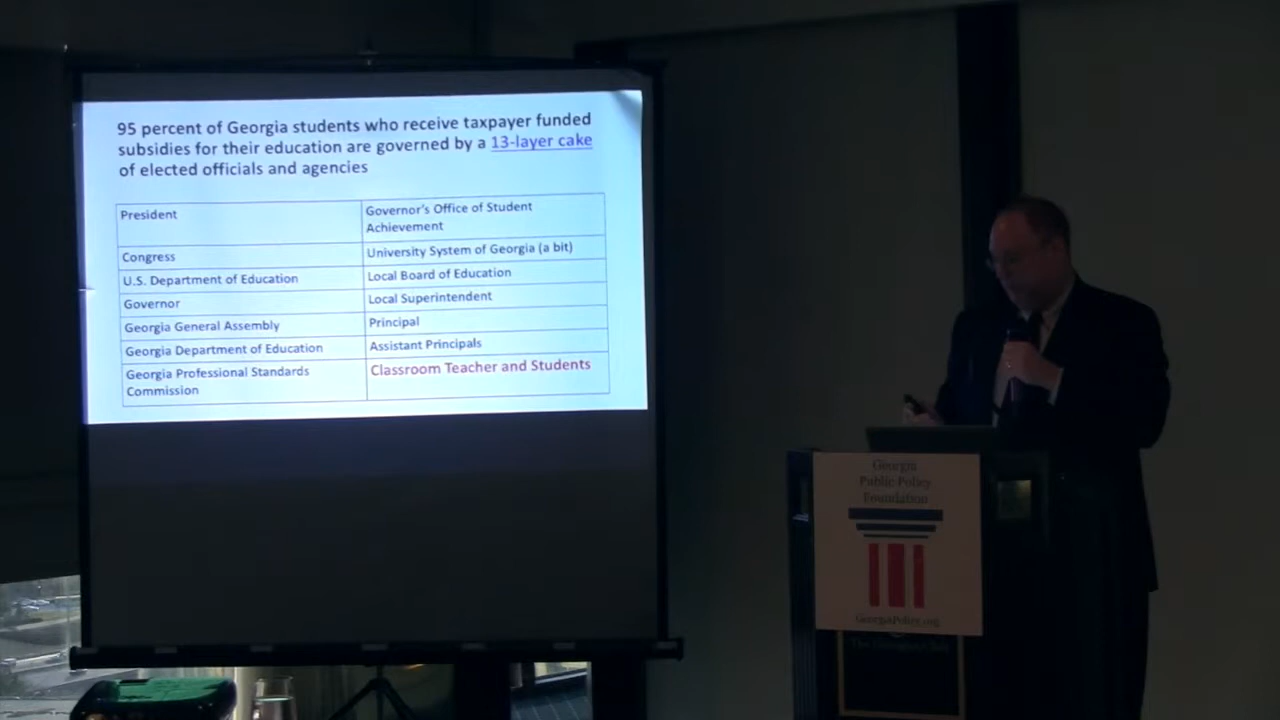 95 percent of Georgia students who receive taxpayer funded
subsidies for their education are governed by a 13-layer cake
of elected officials and agencies
President
Governor's Office of Student
Achievement
Congress
University System of Georgia (a bit)
U.S. Department of Education
Local Board of Education
Governor
Local Superintendent
Georgia General Assembly
Principal
Georgia Department of Education
Assistant Principals
Georgia Professional Standards
Commission
Classroom Teacher and Students
Georgia
Public Policy
Foundation
GeorgiaPolicy.org